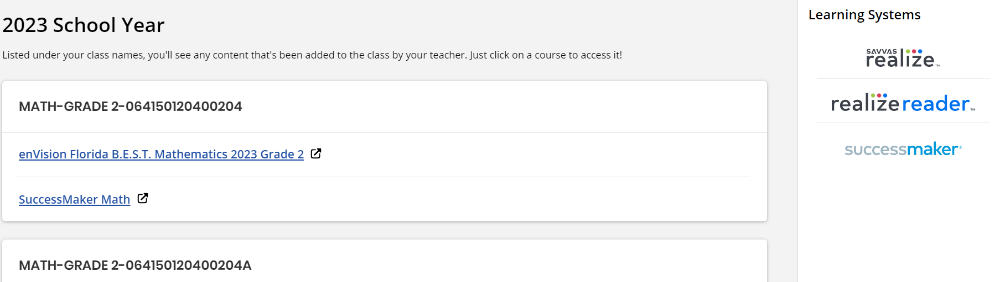 2023 School Year
Listed under your class names, you'll see any content that's been added to the class by your teacher. Just click on a course to access it!
MATH-GRADE 2-064150120400204
enVision Florida B.E.S.T. Mathematics 2023 Grade 2
SuccessMaker Math
MATH-GRADE 2-064150120400204A
Learning Systems
SAVVAS
realize™
realize reader™
successmaker®